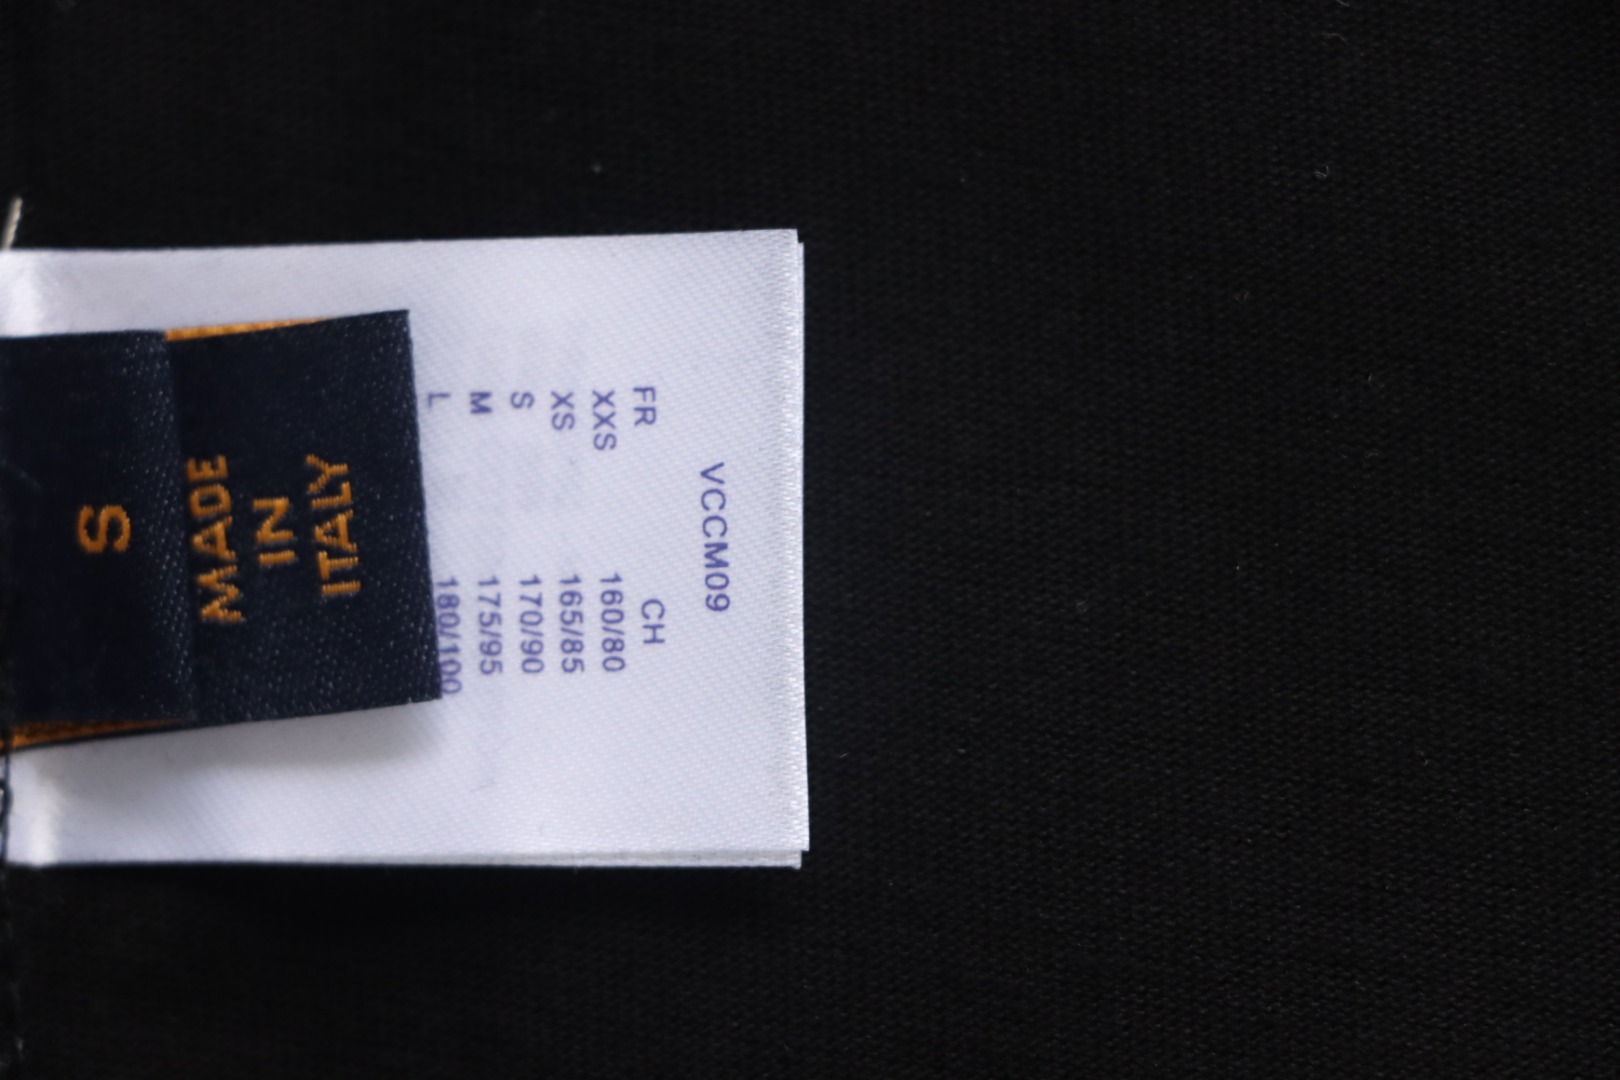 VCCM09
FR CH
XXS 160/80
XS 165/85
S 170/90
M 175/95
L 180/100
S
MADE
IN
ITALY